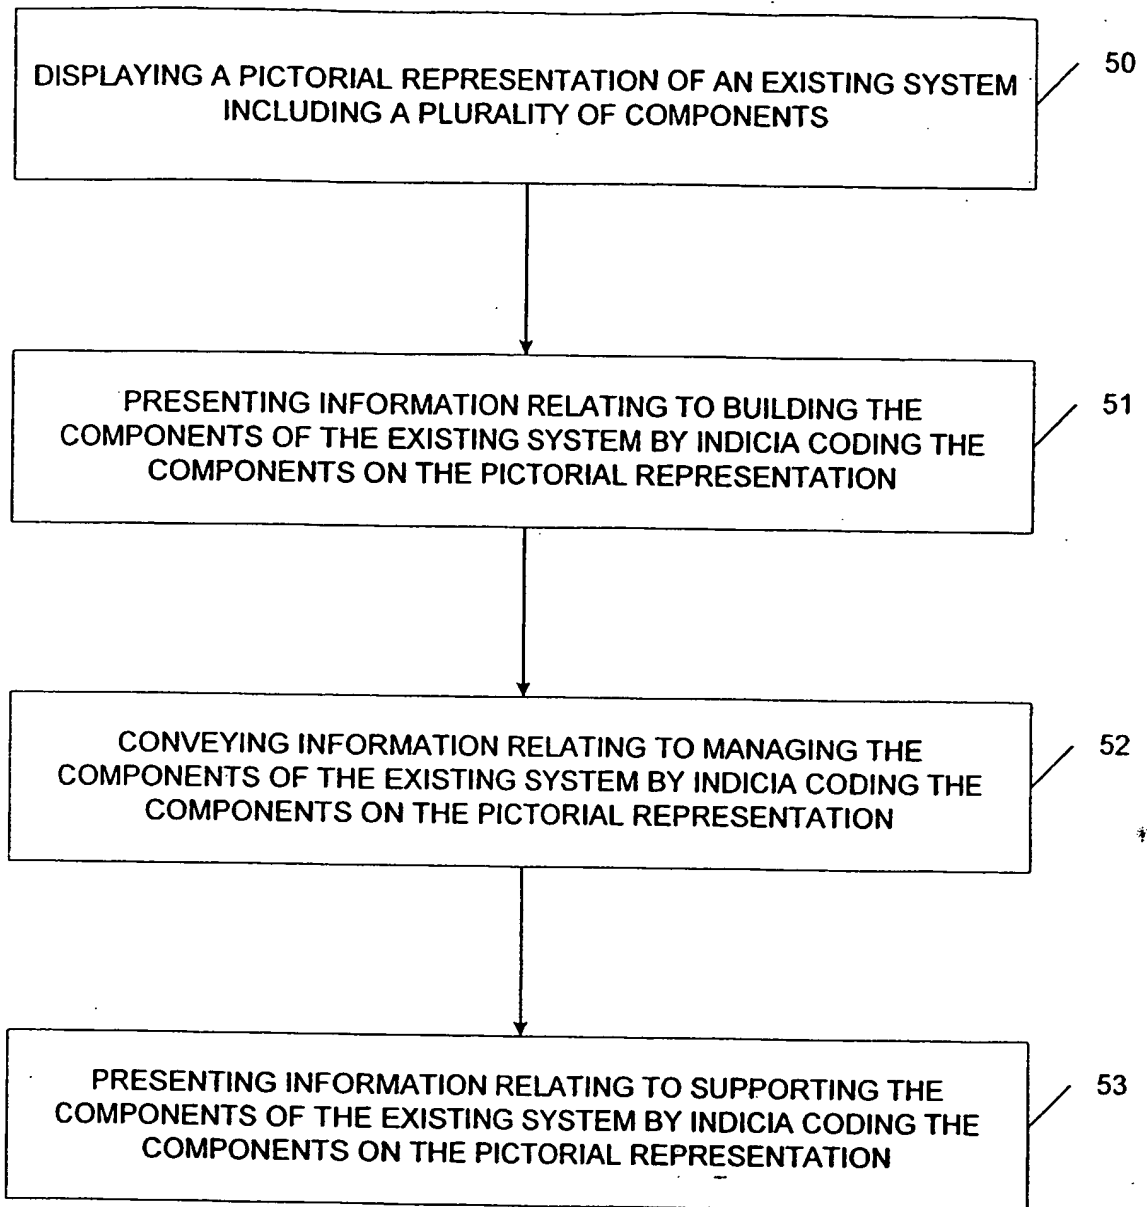 DISPLAYING A PICTORIAL REPRESENTATION OF AN EXISTING SYSTEM
INCLUDING A PLURALITY OF COMPONENTS
50
PRESENTING INFORMATION RELATING TO BUILDING THE
COMPONENTS OF THE EXISTING SYSTEM BY INDICIA CODING THE
COMPONENTS ON THE PICTORIAL REPRESENTATION
51
CONVEYING INFORMATION RELATING TO MANAGING THE
COMPONENTS OF THE EXISTING SYSTEM BY INDICIA CODING THE
COMPONENTS ON THE PICTORIAL REPRESENTATION
52
PRESENTING INFORMATION RELATING TO SUPPORTING THE
COMPONENTS OF THE EXISTING SYSTEM BY INDICIA CODING THE
COMPONENTS ON THE PICTORIAL REPRESENTATION
53